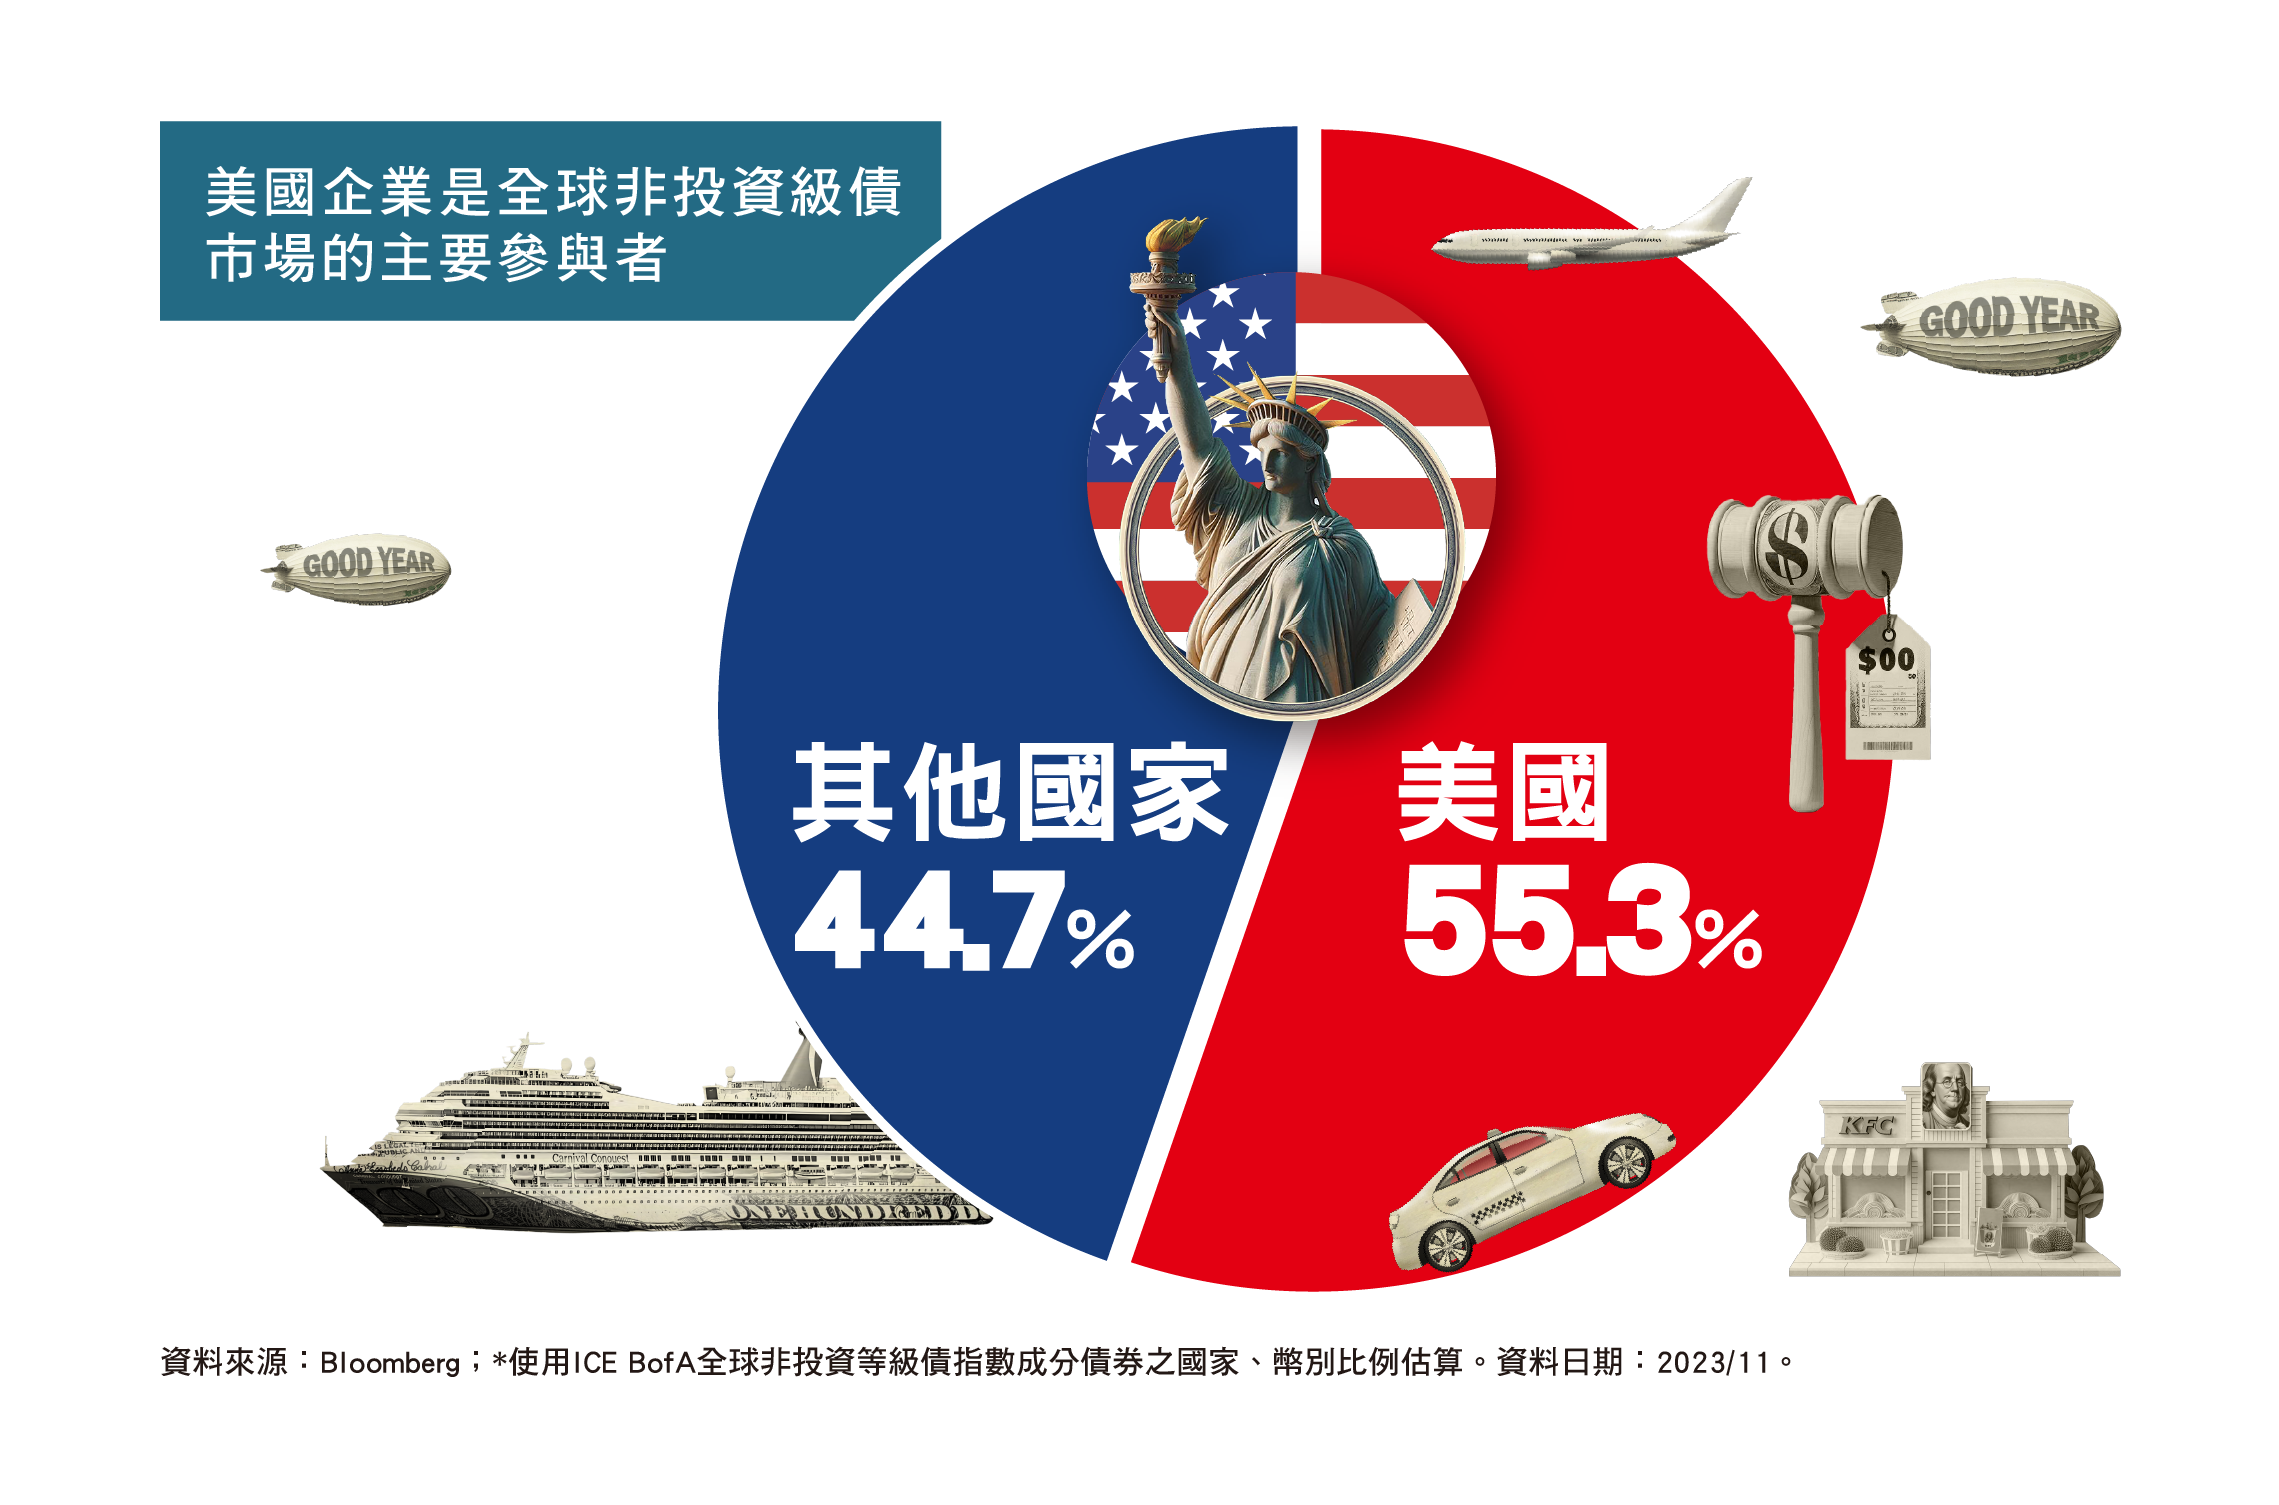 美國企業是全球非投資級債
市場的主要參與者
GOOD YEAR
GOOD YEAR
$
$00
其他國家
44.7%
美國
55.3%
Carnival Conquest
ONE HUNDRED D
KFC
資料來源：Bloomberg；*使用ICE BofA全球非投資等級債指數成分債券之國家、幣別比例估算。資料日期：2023/11。